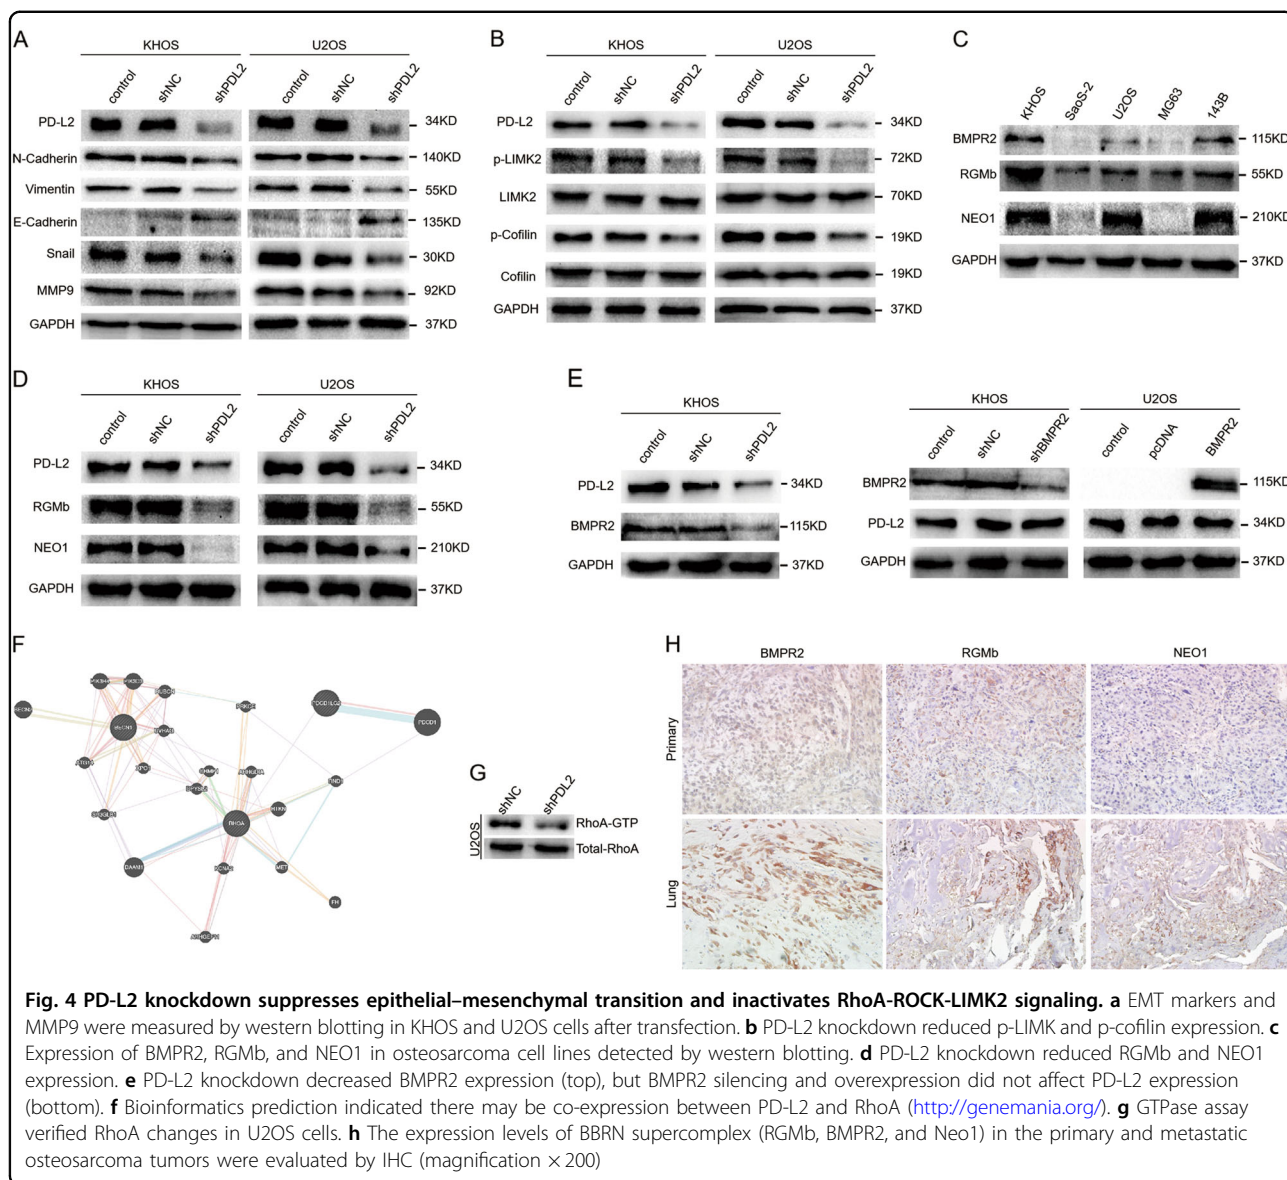 A
KHOS U2OS
control shNC shPDL2 control shNC shPDL2
PD-L2 34KD
N-Cadherin 140KD
Vimentin 55KD
E-Cadherin 135KD
Snail 30KD
MMP9 92KD
GAPDH 37KD
B
KHOS U2OS
control shNC shPDL2 control shNC shPDL2
PD-L2 34KD
p-LIMK2 72KD
LIMK2 70KD
p-Cofilin 19KD
Cofilin 19KD
GAPDH 37KD
C
KHOS SaoS-2 U2OS MG63 143B
BMPR2 115KD
RGMb 55KD
NEO1 210KD
GAPDH 37KD
D
KHOS U2OS
control shNC shPDL2 control shNC shPDL2
PD-L2 34KD
RGMb 55KD
NEO1 210KD
GAPDH 37KD
E
KHOS
control shNC shPDL2
PD-L2 34KD
BMPR2 115KD
GAPDH 37KD
KHOS U2OS
control shNC shBMPR2 control pcDNA BMPR2
BMPR2 115KD
PD-L2 34KD
GAPDH 37KD
F
PDCD1LG2
PDCD1
BECN1
RHOA
RTKN
MET
FH
G
shNC shPDL2
U2OS
RhoA-GTP
Total-RhoA
H
BMPR2 RGMb NEO1
Primary
Lung
Fig. 4 PD-L2 knockdown suppresses epithelial–mesenchymal transition and inactivates RhoA-ROCK-LIMK2 signaling. a EMT markers and
MMP9 were measured by western blotting in KHOS and U2OS cells after transfection. b PD-L2 knockdown reduced p-LIMK and p-cofilin expression. c
Expression of BMPR2, RGMb, and NEO1 in osteosarcoma cell lines detected by western blotting. d PD-L2 knockdown reduced RGMb and NEO1
expression. e PD-L2 knockdown decreased BMPR2 expression (top), but BMPR2 silencing and overexpression did not affect PD-L2 expression
(bottom). f Bioinformatics prediction indicated there may be co-expression between PD-L2 and RhoA (http://genemania.org/). g GTPase assay
verified RhoA changes in U2OS cells. h The expression levels of BBRN supercomplex (RGMb, BMPR2, and Neo1) in the primary and metastatic
osteosarcoma tumors were evaluated by IHC (magnification × 200)